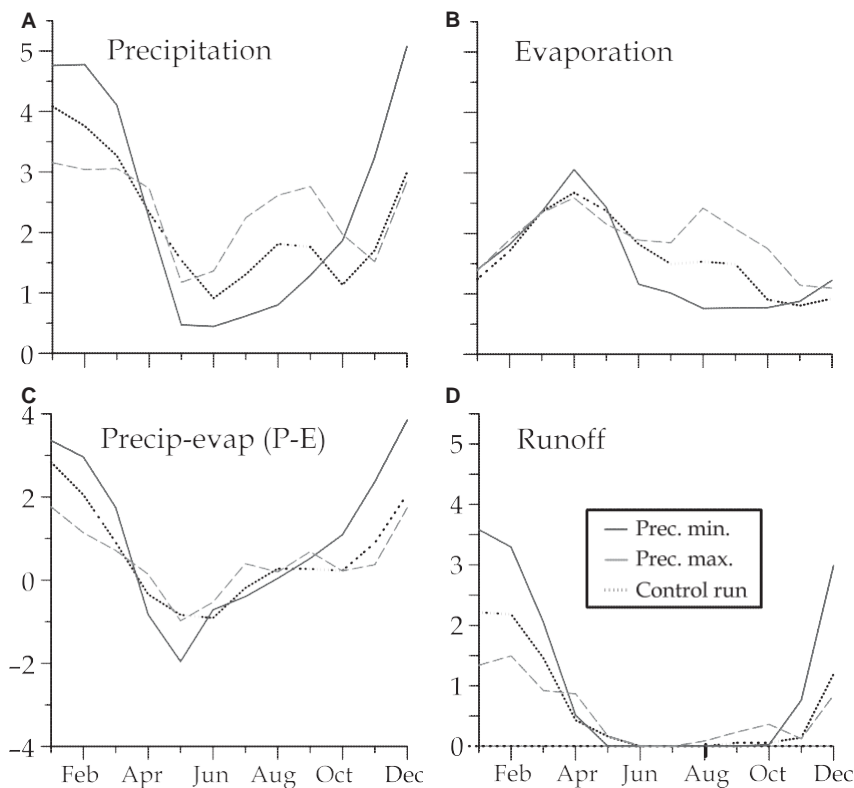 A
Precipitation
5
4
3
2
1
0
B
Evaporation
C
Precip-evap (P-E)
4
2
0
−2
−4
Feb Apr Jun Aug Oct Dec
D
Runoff
5
4
3
2
1
0
Prec. min.
Prec. max.
Control run
Feb Apr Jun Aug Oct Dec